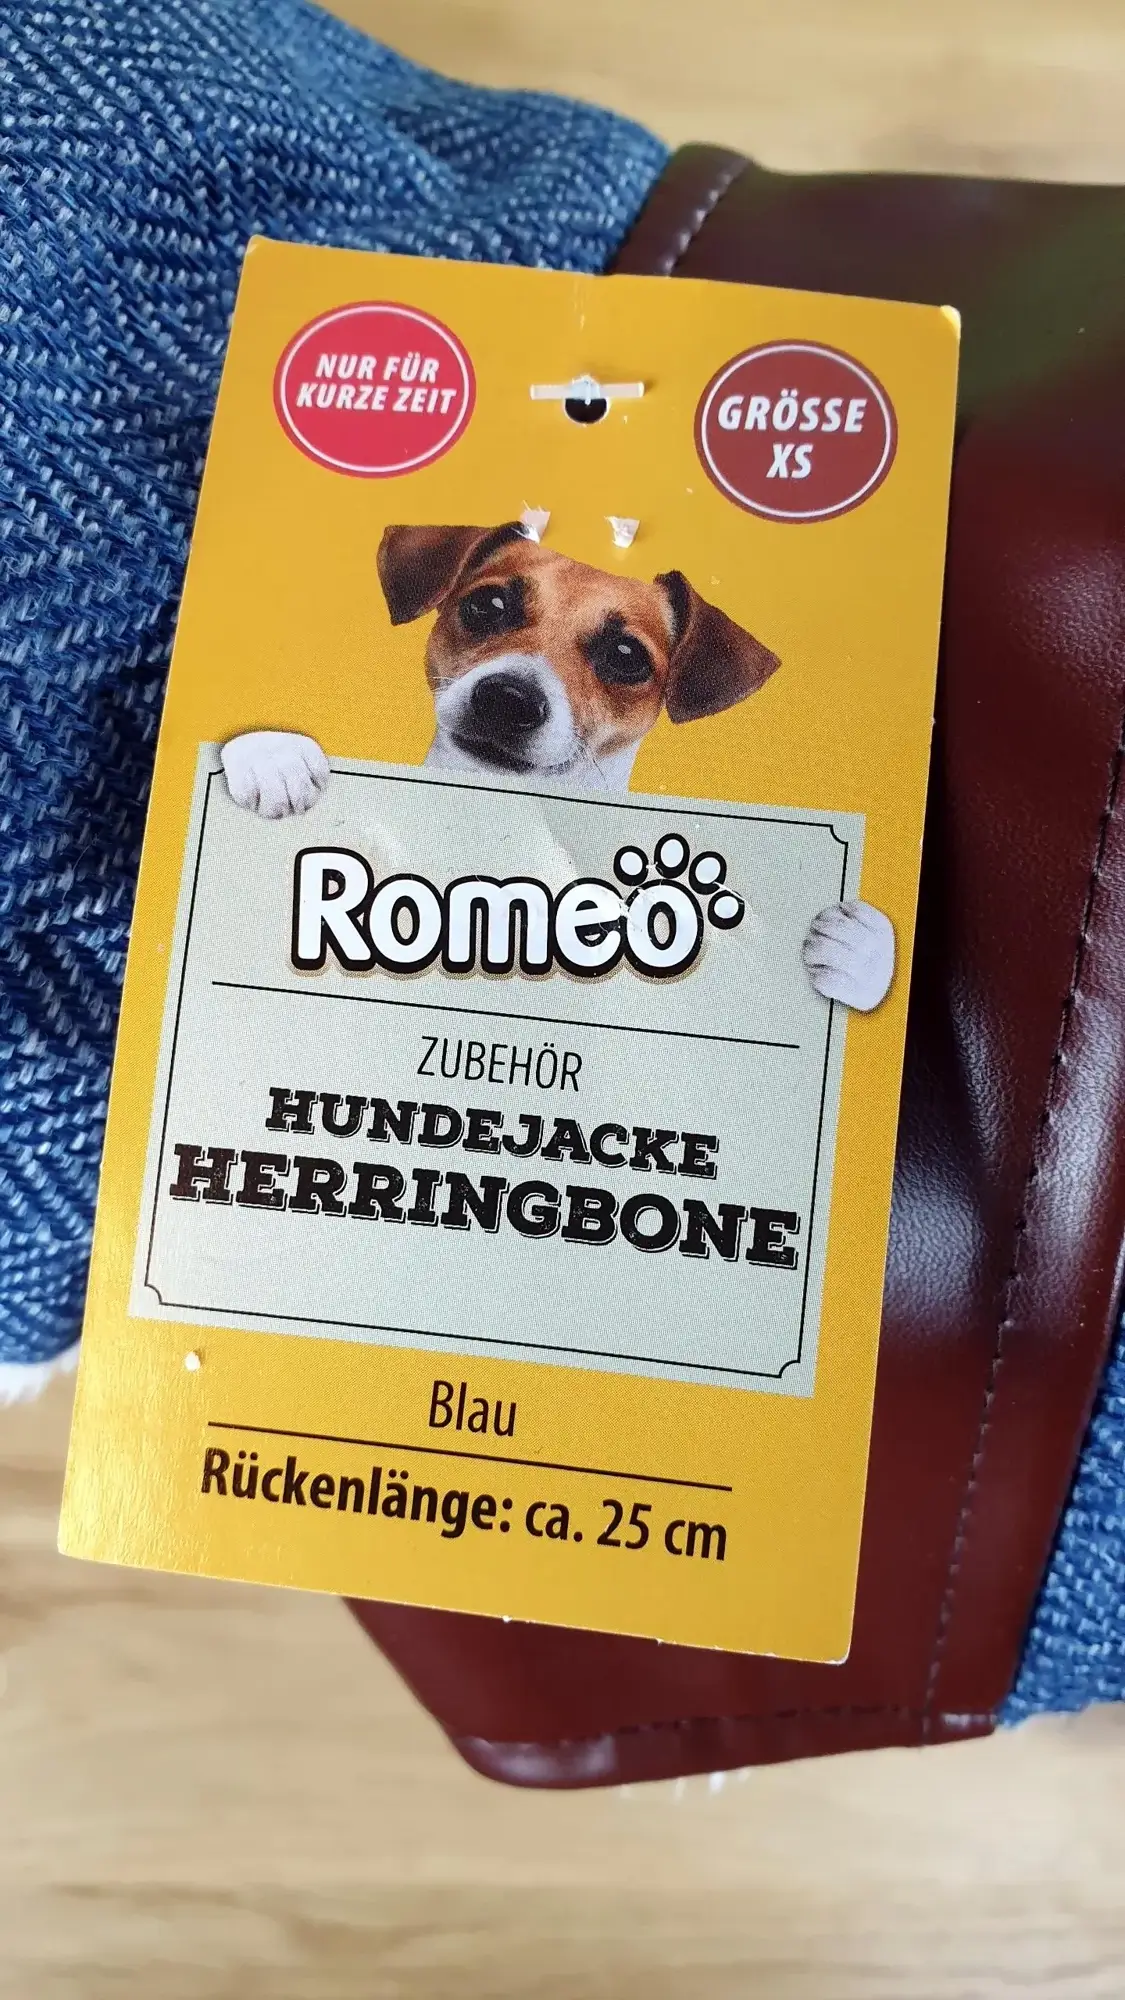 NUR FÜR
KURZE ZEIT
GRÖSSE
XS
Romeo
ZUBEHÖR
HUNDEJACKE
HERRINGBONE
Blau
Rückenlänge: ca. 25 cm